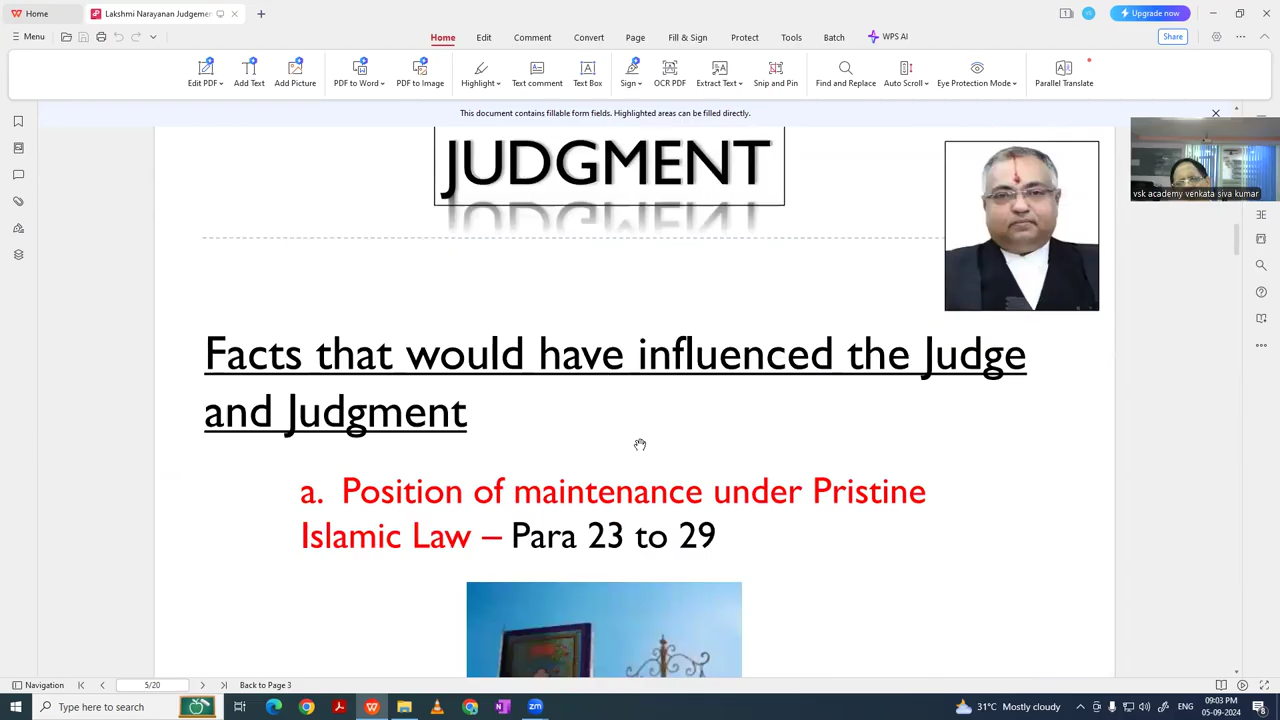 Home
Lakshmi Narayanan Judgemen
1
Upgrade now
Menu
Home Edit Comment Convert Page Fill & Sign Protect Tools Batch WPS AI
Share
Edit PDF Add Text Add Picture PDF to Word PDF to Image Highlight Text comment Text Box Sign OCR PDF Extract Text Snip and Pin Find and Replace Auto Scroll Eye Protection Mode Parallel Translate
This document contains fillable form fields. Highlighted areas can be filled directly.
JUDGMENT
vsk academy venkata siva kumar
Facts that would have influenced the Judge
and Judgment
a. Position of maintenance under Pristine
Islamic Law – Para 23 to 29
Navigation
5/20
Back to Page 3
Type here to search
31°C Mostly cloudy
ENG
09:03 PM
05-09-2024